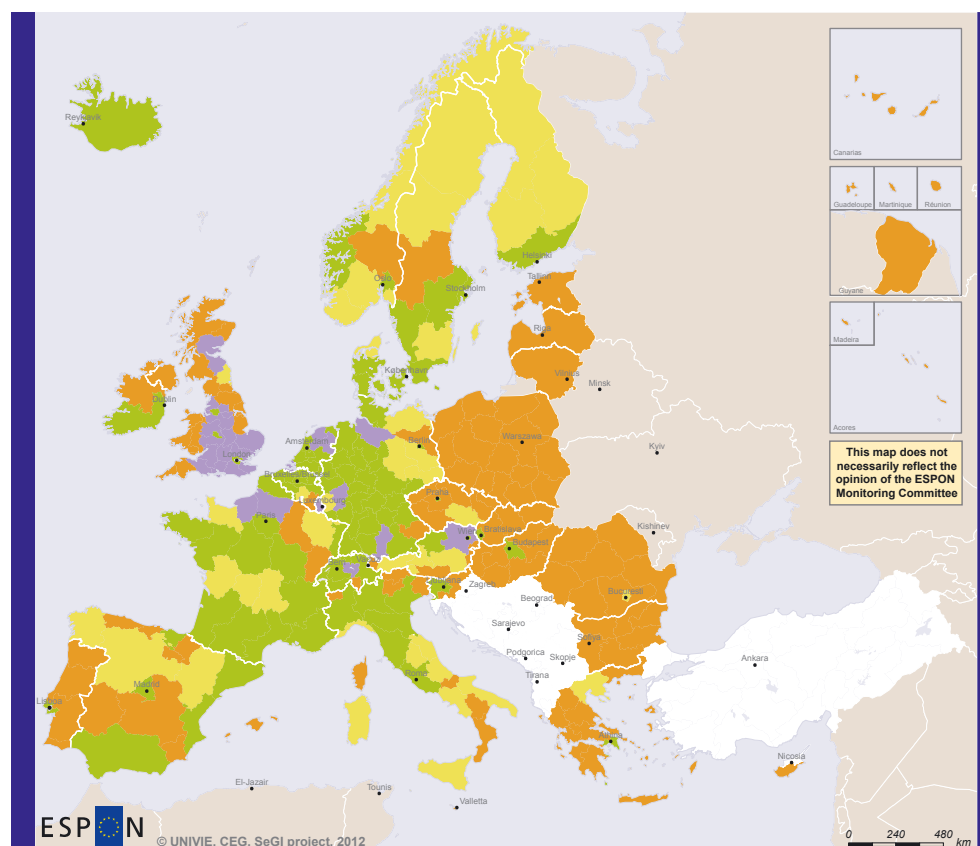 Reykjavik
Canarias
Guadeloupe
Martinique
Réunion
Helsinki
Oslo
Tallinn
Stockholm
Guyane
Riga
Madeira
København
Vilnius
Minsk
Dublin
Acores
Amsterdam
Berlin
Warszawa
Kyiv
This map does not
necessarily reflect the
opinion of the ESPON
Monitoring Committee
London
Bruxelles/Brussel
Luxembourg
Praha
Paris
Kishinev
Wien
Bratislava
Budapest
Bern
Vaduz
Ljubljana
Zagreb
Beograd
Bucuresti
Sarajevo
Sofiya
Podgorica
Skopje
Ankara
Roma
Tirana
Madrid
Lisboa
Athina
Nicosia
El-Jazair
Tounis
Valletta
ESPON
© UNIVIE, CEG, SeGI project, 2012
0 240 480
km